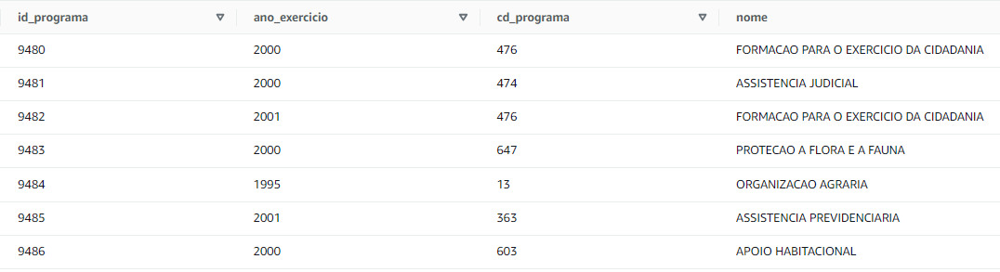 id_programa ano_exercicio cd_programa nome
9480 2000 476 FORMACAO PARA O EXERCICIO DA CIDADANIA
9481 2000 474 ASSISTENCIA JUDICIAL
9482 2001 476 FORMACAO PARA O EXERCICIO DA CIDADANIA
9483 2000 647 PROTECAO A FLORA E A FAUNA
9484 1995 13 ORGANIZACAO AGRARIA
9485 2001 363 ASSISTENCIA PREVIDENCIARIA
9486 2000 603 APOIO HABITACIONAL